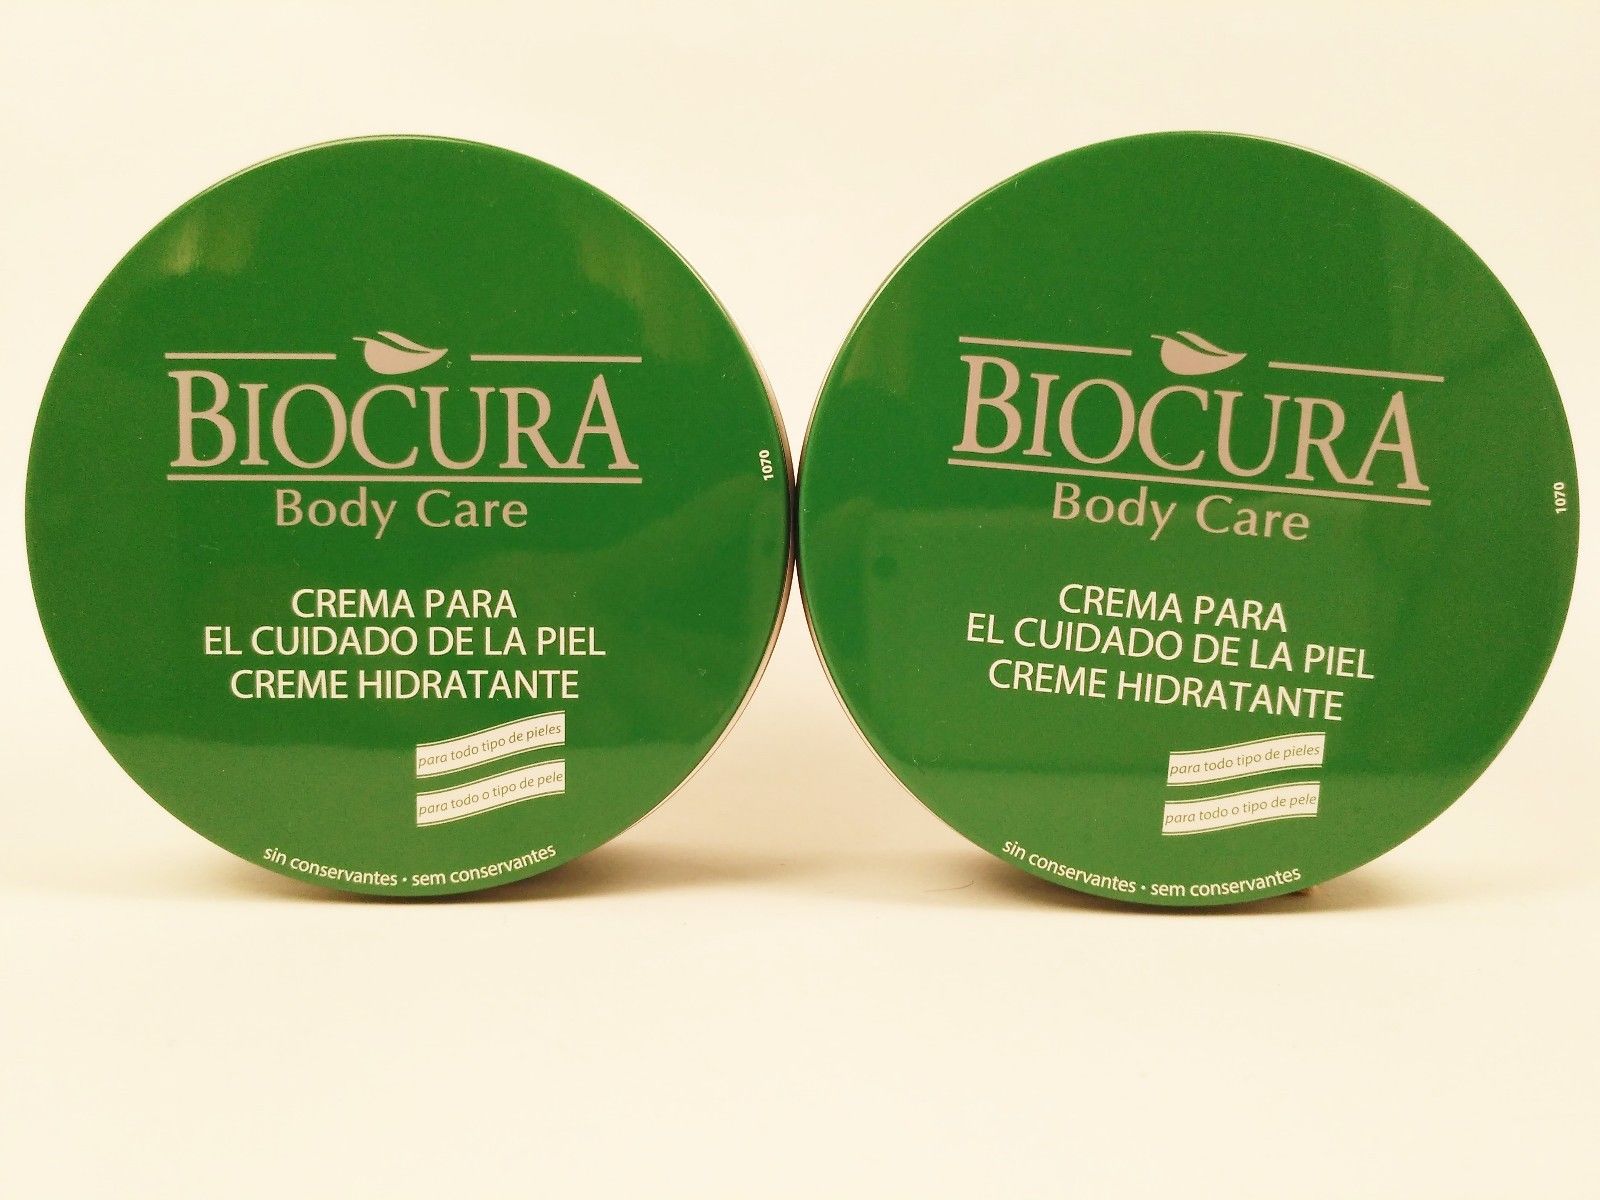 BIOCURA
Body Care
1070
CREMA PARA
EL CUIDADO DE LA PIEL
CREME HIDRATANTE
para todo tipo de pieles
para todo o tipo de pele
sin conservantes • sem conservantes
BIOCURA
Body Care
1070
CREMA PARA
EL CUIDADO DE LA PIEL
CREME HIDRATANTE
para todo tipo de pieles
para todo o tipo de pele
sin conservantes • sem conservantes